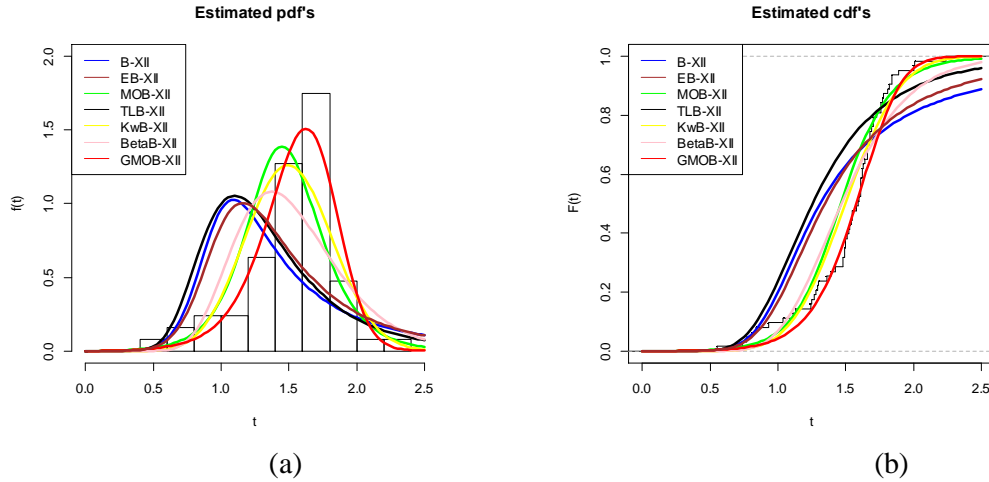 Estimated pdf's
B-XII
EB-XII
MOB-XII
TLB-XII
KwB-XII
BetaB-XII
GMOB-XII
f(t)
2.0
1.5
1.0
0.5
0.0
0.0 0.5 1.0 1.5 2.0 2.5
t
(a)
Estimated cdf's
B-XII
EB-XII
MOB-XII
TLB-XII
KwB-XII
BetaB-XII
GMOB-XII
F(t)
1.0
0.8
0.6
0.4
0.2
0.0
0.0 0.5 1.0 1.5 2.0 2.5
t
(b)